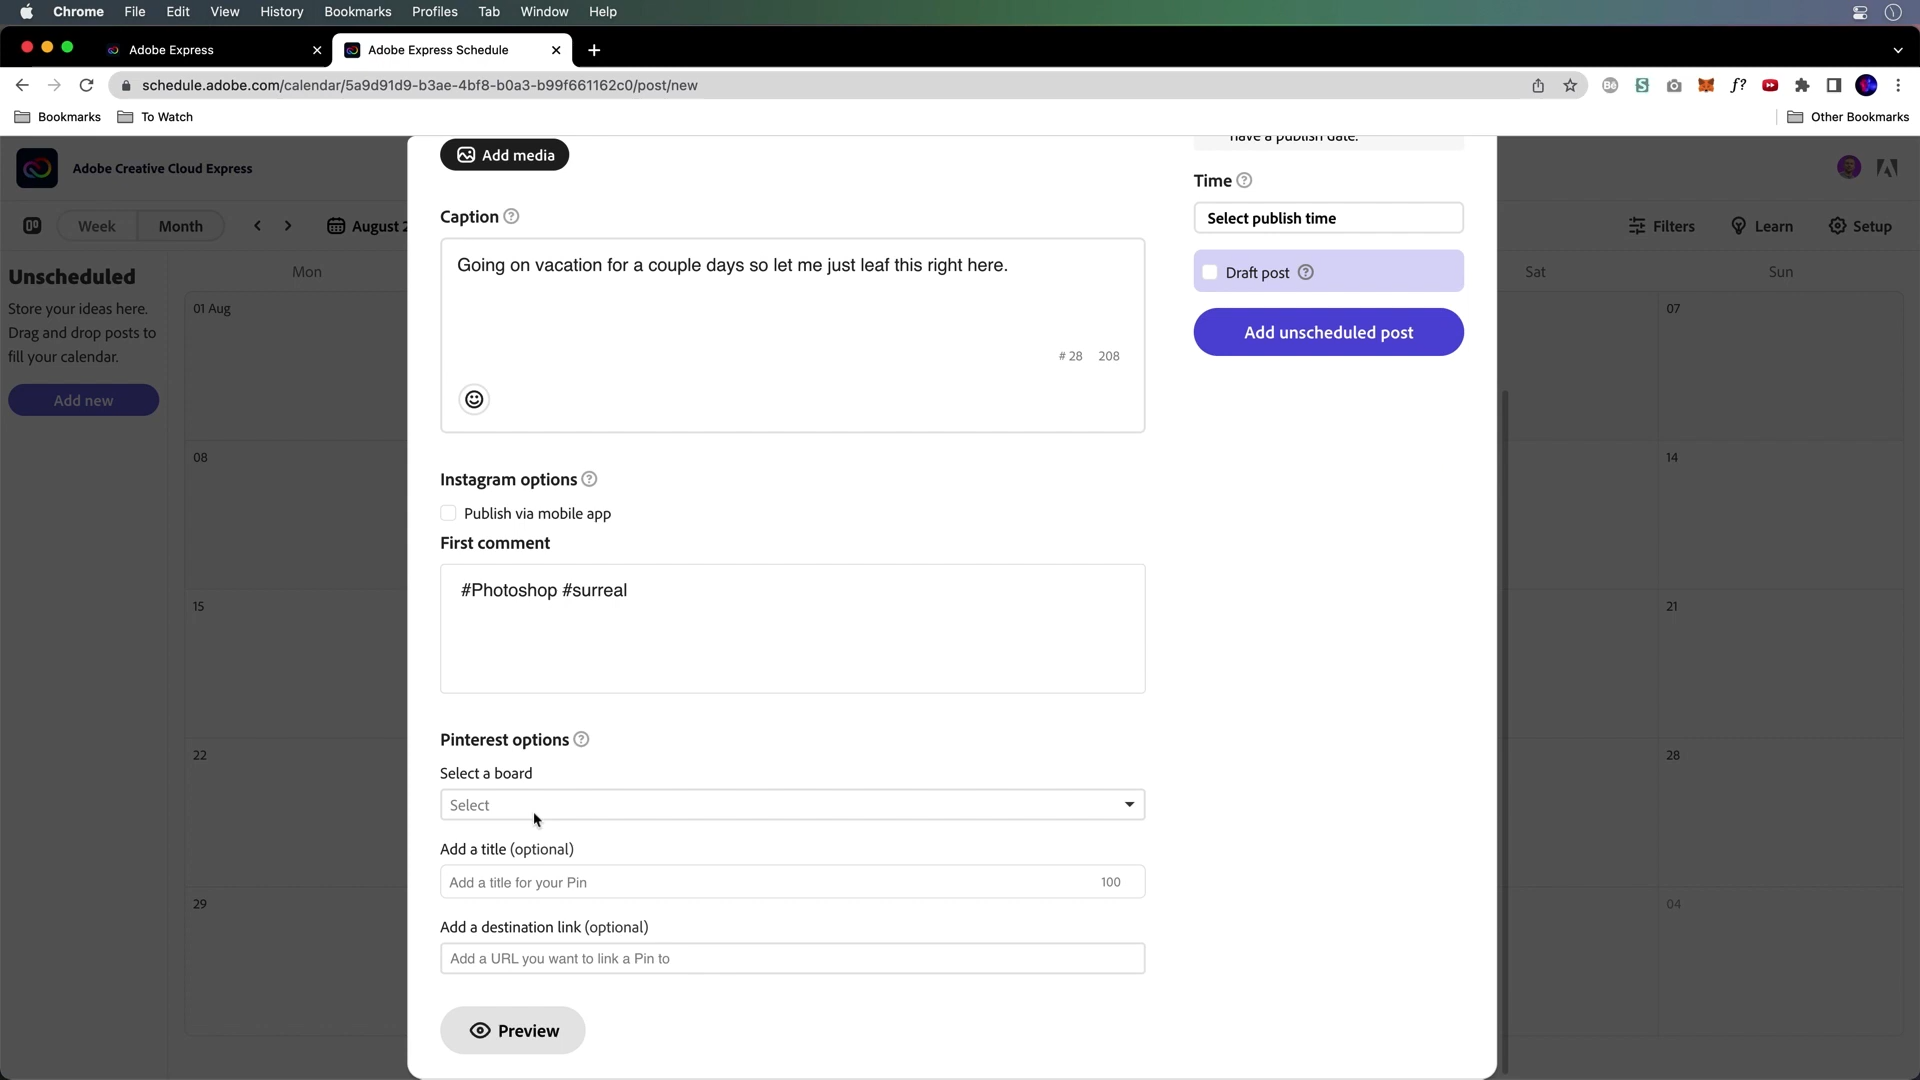 Chrome File Edit View History Bookmarks Profiles Tab Window Help
Adobe Express
Adobe Express Schedule
schedule.adobe.com/calendar/5a9d91d9-b3ae-4bf8-b0a3-b99f661162c0/post/new
Bookmarks To Watch Other Bookmarks
Adobe Creative Cloud Express
Week Month August 2
Filters Learn Setup
Unscheduled
Store your ideas here.
Drag and drop posts to
fill your calendar.
Add new
Mon Sat Sun
01 Aug 07
08 14
15 21
22 28
29 04
Add media
Caption
Going on vacation for a couple days so let me just leaf this right here.
# 28 208
Instagram options
Publish via mobile app
First comment
#Photoshop #surreal
Pinterest options
Select a board
Select
Add a title (optional)
Add a title for your Pin 100
Add a destination link (optional)
Add a URL you want to link a Pin to
Preview
have a publish date.
Time
Select publish time
Draft post
Add unscheduled post